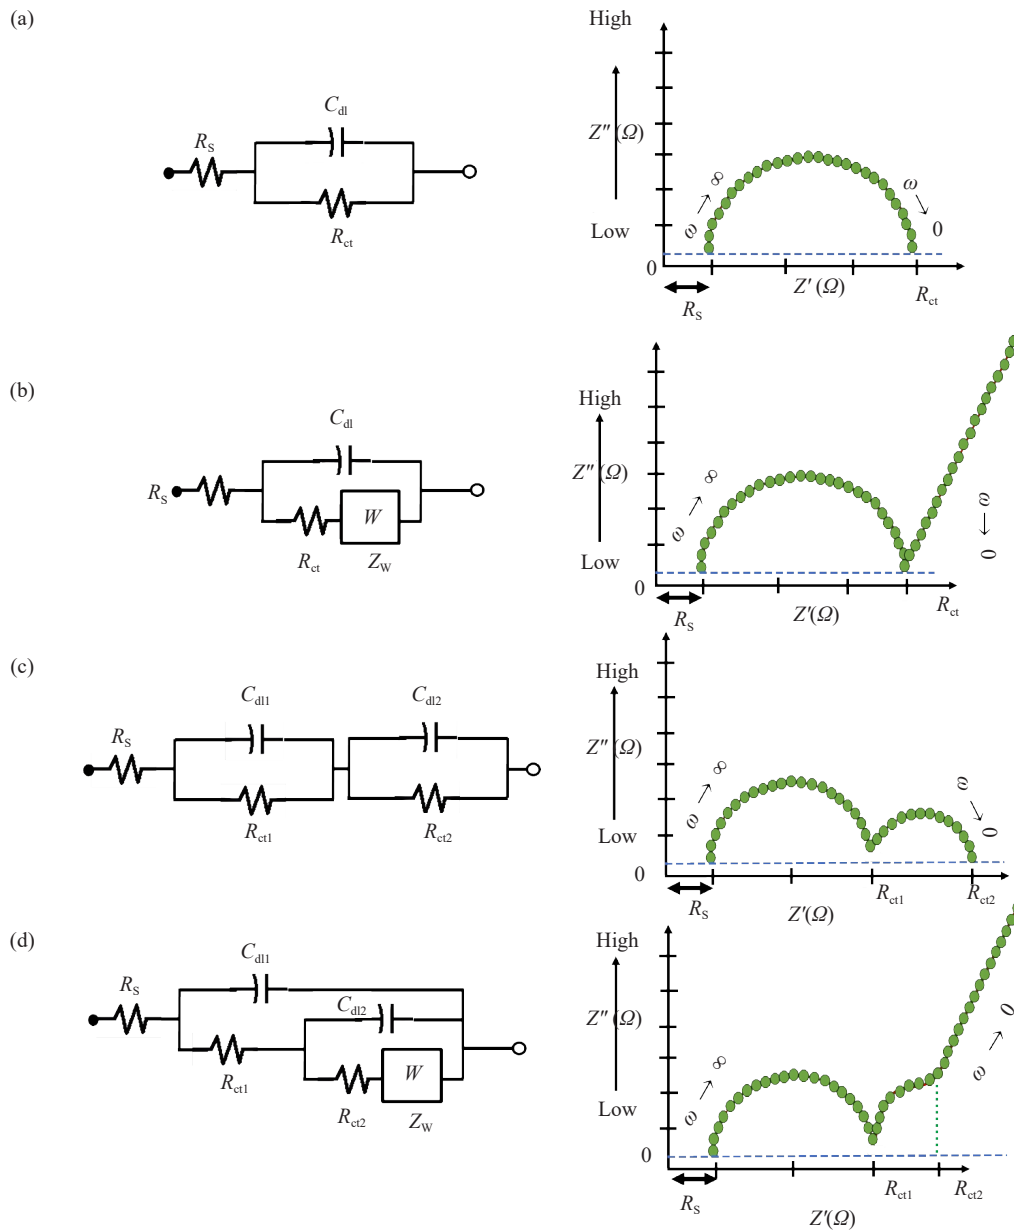 (a)
C_dl
R_S
R_ct
High
Z″ (Ω)
Low
ω → ∞
ω → 0
0
R_S
Z′ (Ω)
R_ct
(b)
C_dl
R_S
R_ct
W
Z_W
High
Z″ (Ω)
Low
ω → ∞
ω → 0
0
R_S
Z′(Ω)
R_ct
(c)
C_dl1
C_dl2
R_S
R_ct1
R_ct2
High
Z″ (Ω)
Low
ω → ∞
ω → 0
0
R_S
Z′(Ω)
R_ct1
R_ct2
(d)
C_dl1
R_S
C_dl2
R_ct1
R_ct2
W
Z_W
High
Z″ (Ω)
Low
ω → ∞
ω → 0
0
R_S
R_ct1
R_ct2
Z′(Ω)